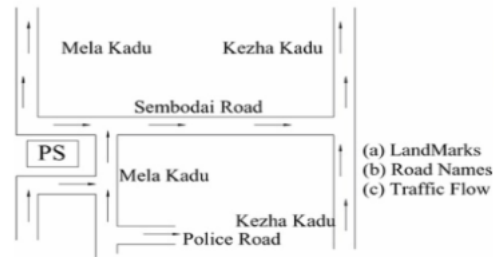 Mela Kadu
Kezha Kadu
Sembodai Road
PS
Mela Kadu
(a) LandMarks
(b) Road Names
(c) Traffic Flow
Kezha Kadu
Police Road